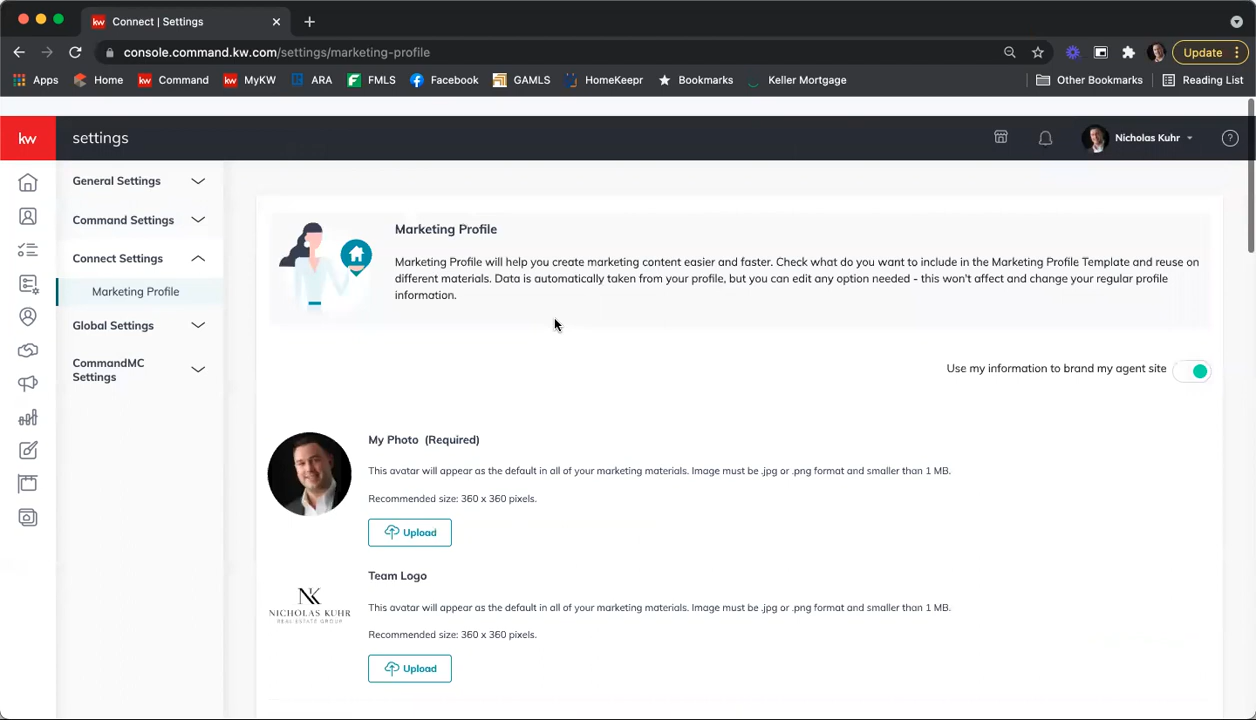 kw Connect | Settings
console.command.kw.com/settings/marketing-profile
Update
Apps Home kw Command kw MyKW ARA FMLS Facebook GAMLS HomeKeepr Bookmarks Keller Mortgage Other Bookmarks Reading List
kw settings Nicholas Kuhr ?
General Settings
Command Settings
Connect Settings
Marketing Profile
Global Settings
CommandMC
Settings
Marketing Profile
Marketing Profile will help you create marketing content easier and faster. Check what do you want to include in the Marketing Profile Template and reuse on
different materials. Data is automatically taken from your profile, but you can edit any option needed - this won't affect and change your regular profile
information.
Use my information to brand my agent site
My Photo (Required)
This avatar will appear as the default in all of your marketing materials. Image must be .jpg or .png format and smaller than 1 MB.
Recommended size: 360 x 360 pixels.
Upload
Team Logo
NK
NICHOLAS KUHR
REAL ESTATE GROUP
This avatar will appear as the default in all of your marketing materials. Image must be .jpg or .png format and smaller than 1 MB.
Recommended size: 360 x 360 pixels.
Upload